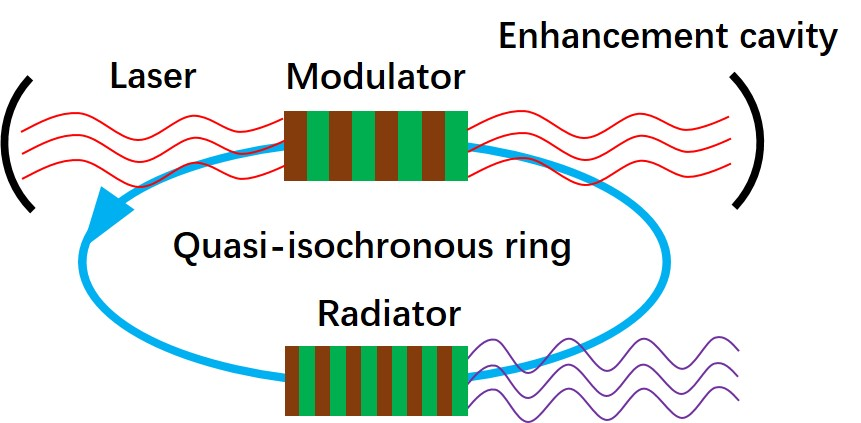 Enhancement cavity
Laser
Modulator
Quasi-isochronous ring
Radiator